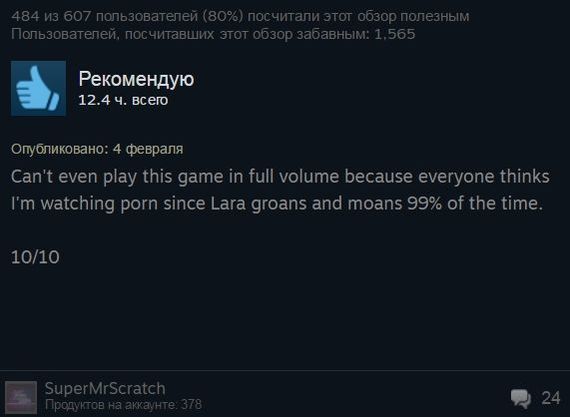 484 из 607 пользователей (80%) посчитали этот обзор полезным
Пользователей, посчитавших этот обзор забавным: 1,565
Рекомендую
12.4 ч. всего
Опубликовано: 4 февраля
Can't even play this game in full volume because everyone thinks
I'm watching porn since Lara groans and moans 99% of the time.
10/10
SuperMrScratch
Продуктов на аккаунте: 378
24